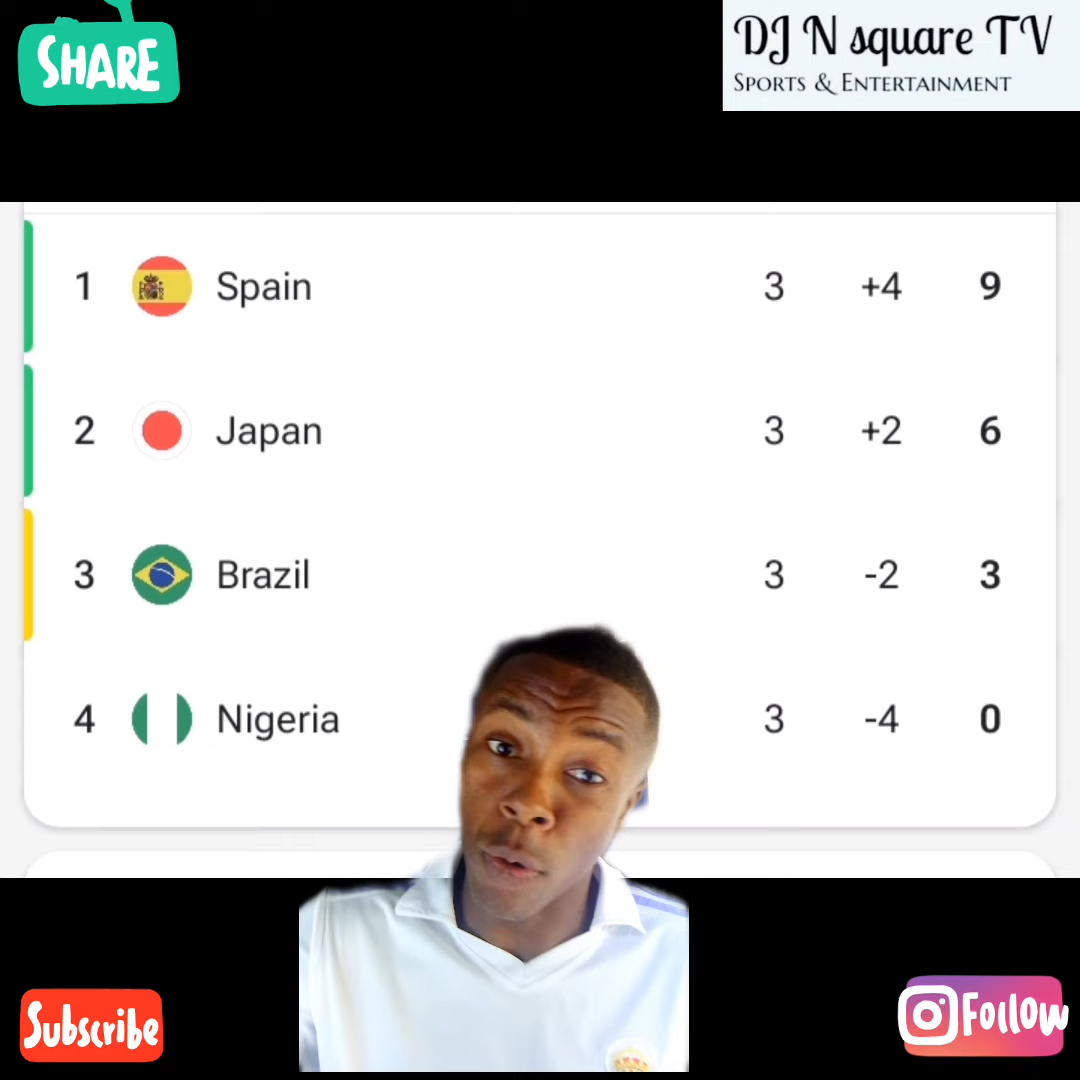 SHARE
DJ N square TV
SPORTS & ENTERTAINMENT
1 Spain 3 +4 9
2 Japan 3 +2 6
3 Brazil 3 -2 3
4 Nigeria 3 -4 0
Subscribe
Follow